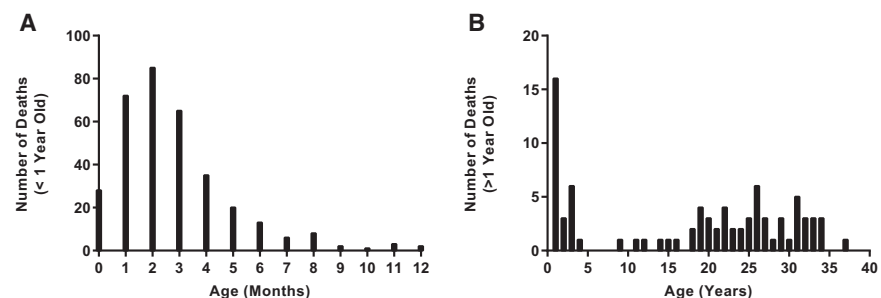 A
100
80
60
40
20
0
Number of Deaths
(< 1 Year Old)
0 1 2 3 4 5 6 7 8 9 10 11 12
Age (Months)
B
20
15
10
5
0
Number of Deaths
(>1 Year Old)
0 5 10 15 20 25 30 35 40
Age (Years)